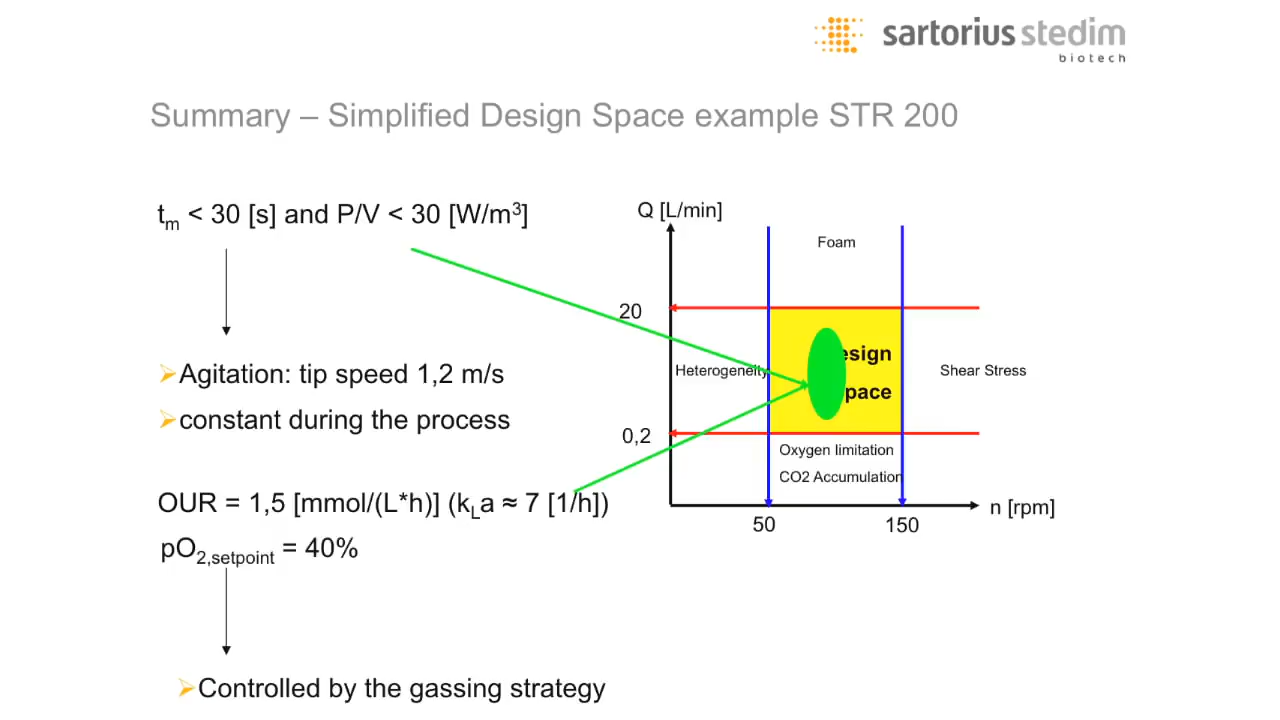 sartorius stedim
biotech
Summary – Simplified Design Space example STR 200
tm < 30 [s] and P/V < 30 [W/m³]
Agitation: tip speed 1,2 m/s
constant during the process
OUR = 1,5 [mmol/(L*h)] (kLa ≈ 7 [1/h])
pO2,setpoint = 40%
Controlled by the gassing strategy
Q [L/min]
Foam
20
Heterogeneity
esign
pace
Shear Stress
0,2
Oxygen limitation
CO2 Accumulation
50
150
n [rpm]